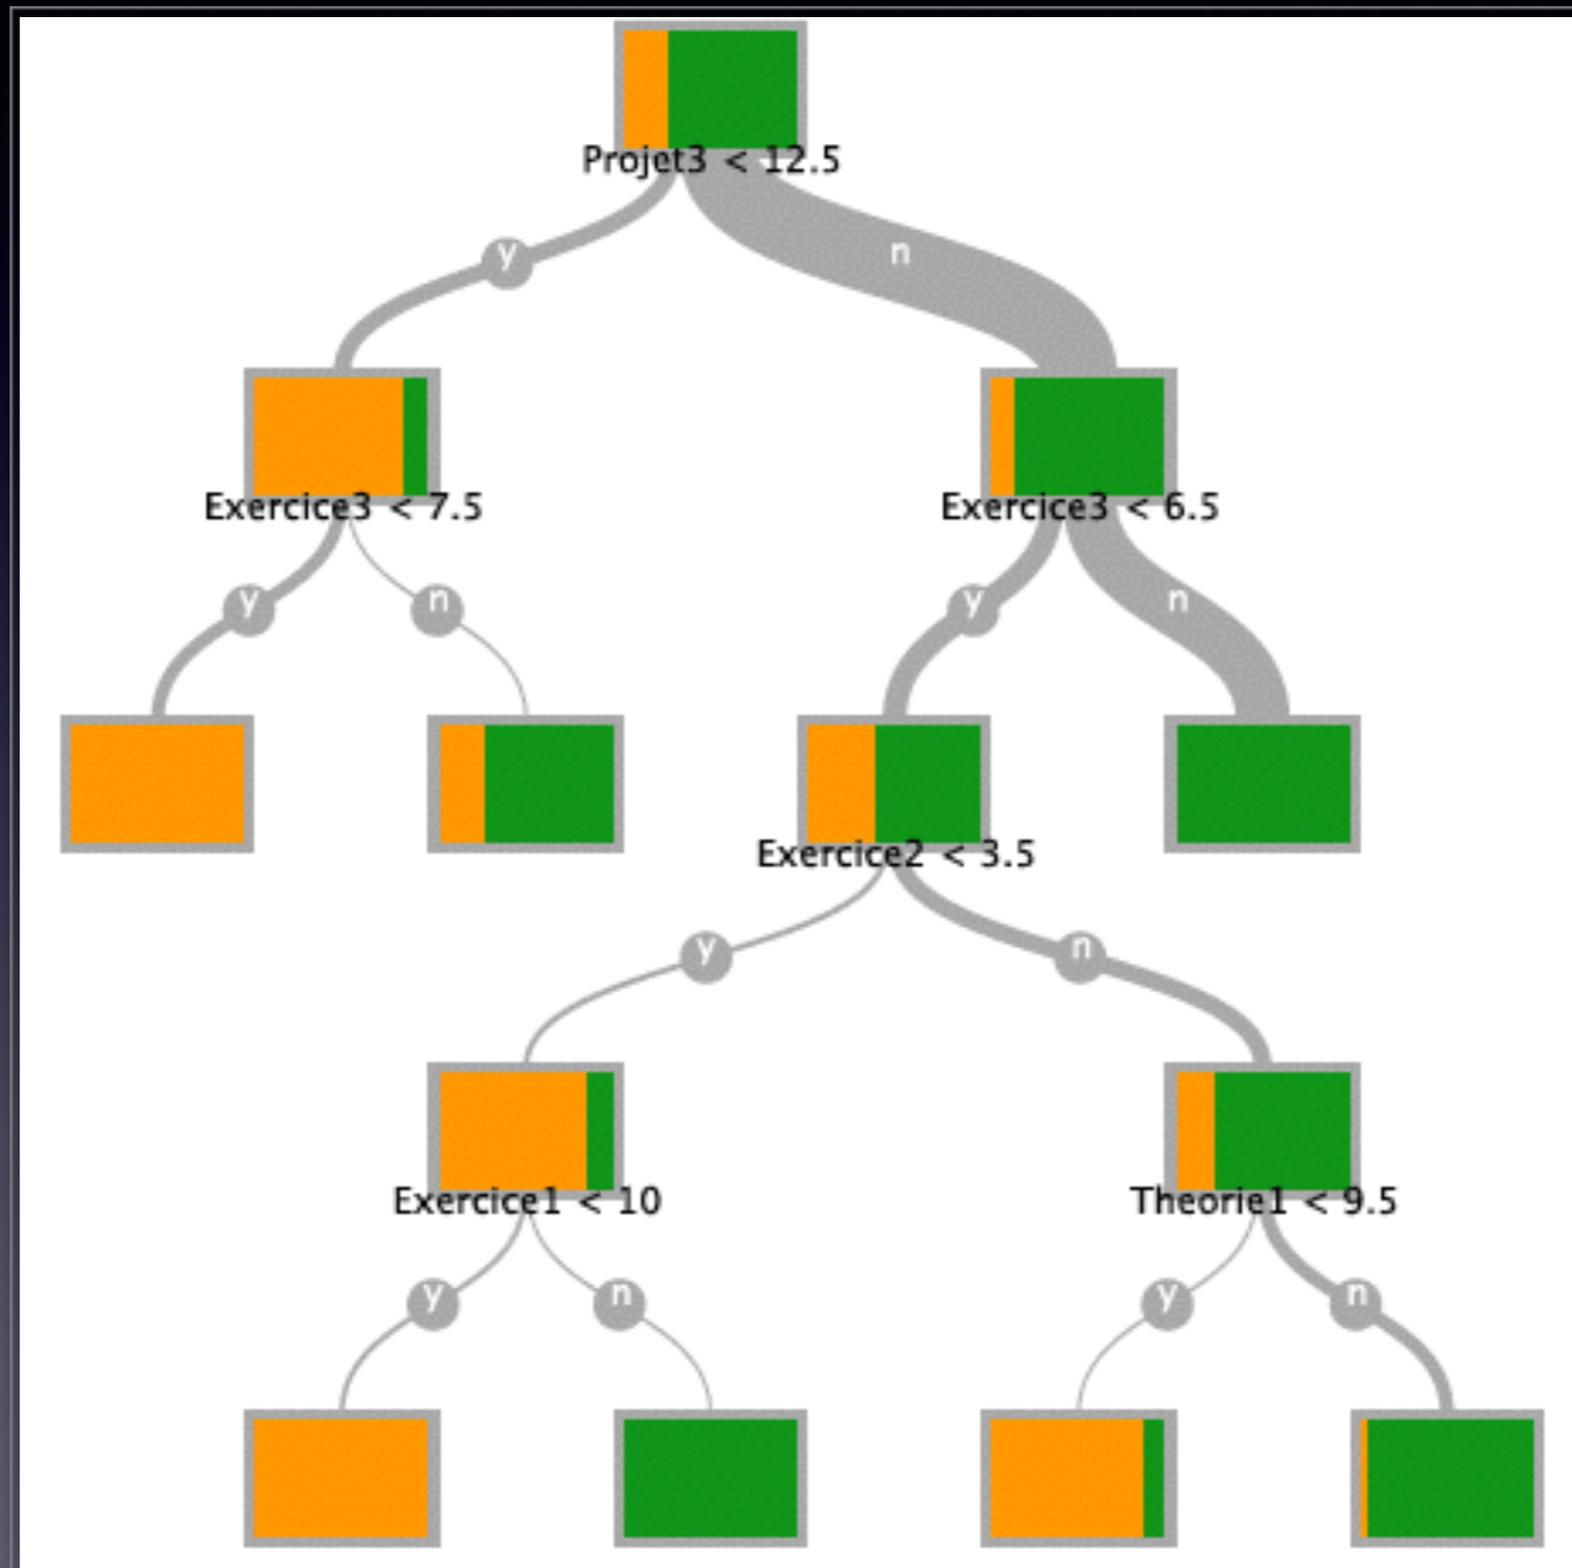 Projet3 < 12.5
y
n
Exercice3 < 7.5
Exercice3 < 6.5
y
n
y
n
Exercice2 < 3.5
y
n
Exercice1 < 10
Theorie1 < 9.5
y
n
y
n